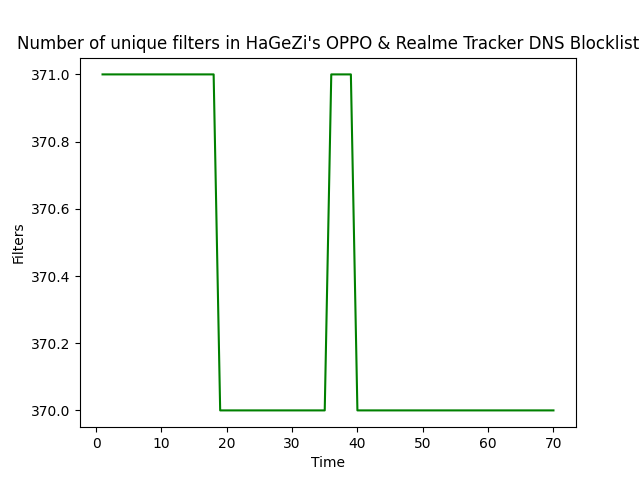 Number of unique filters in HaGeZi's OPPO & Realme Tracker DNS Blocklist
371.0
370.8
370.6
370.4
370.2
370.0
Filters
0 10 20 30 40 50 60 70
Time